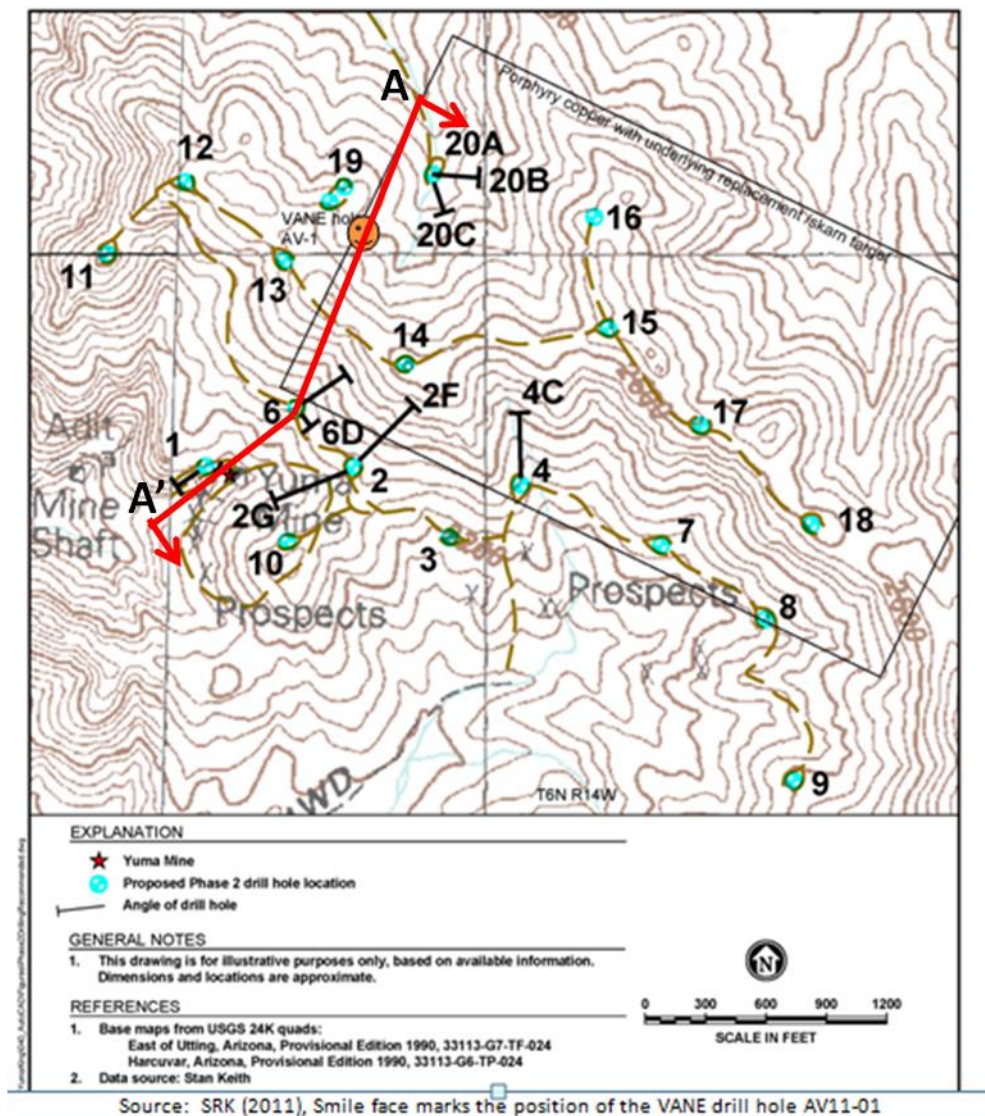 Porphyry copper with underlying replacement /skarn target
A
20A
12
19
20B
16
VANE hole
AV-1
20C
11
13
15
14
2F
4C
2600
6
17
Adit
6D
1
4
2
A'
Mine
Shaft
Yuma
Mine
2G
18
10
3
7
Prospects
Prospects
8
2600
4WD
T6N R14W
9
EXPLANATION
Yuma Mine
Proposed Phase 2 drill hole location
Angle of drill hole
GENERAL NOTES
1. This drawing is for illustrative purposes only, based on available information.
Dimensions and locations are approximate.
N
0 300 600 900 1200
SCALE IN FEET
REFERENCES
1. Base maps from USGS 24K quads:
East of Utting, Arizona, Provisional Edition 1990, 33113-G7-TF-024
Harcuvar, Arizona, Provisional Edition 1990, 33113-G6-TP-024
2. Data source: Stan Keith
Source: SRK (2011), Smile face marks the position of the VANE drill hole AV11-01